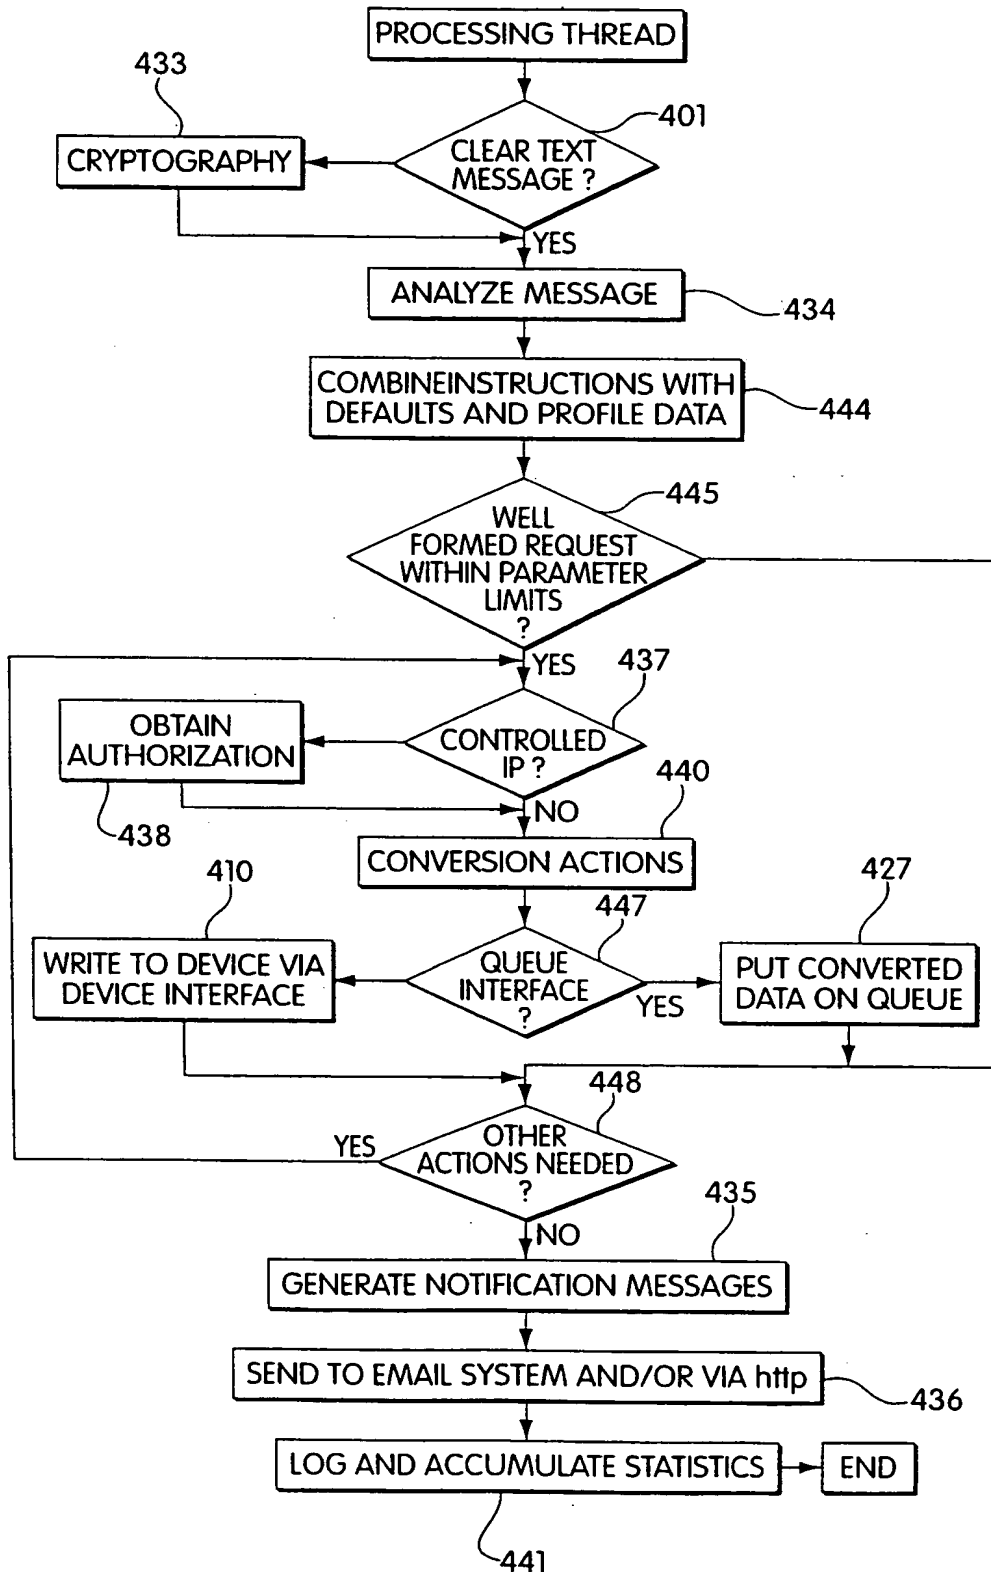 PROCESSING THREAD
433
401
CLEAR TEXT
MESSAGE ?
CRYPTOGRAPHY
YES
ANALYZE MESSAGE
434
COMBINEINSTRUCTIONS WITH
DEFAULTS AND PROFILE DATA
444
445
WELL
FORMED REQUEST
WITHIN PARAMETER
LIMITS
?
YES
437
OBTAIN
AUTHORIZATION
CONTROLLED
IP ?
438
NO
440
CONVERSION ACTIONS
410
447
427
WRITE TO DEVICE VIA
DEVICE INTERFACE
QUEUE
INTERFACE
?
YES
PUT CONVERTED
DATA ON QUEUE
448
YES
OTHER
ACTIONS NEEDED
?
435
NO
GENERATE NOTIFICATION MESSAGES
SEND TO EMAIL SYSTEM AND/OR VIA http
436
LOG AND ACCUMULATE STATISTICS
END
441